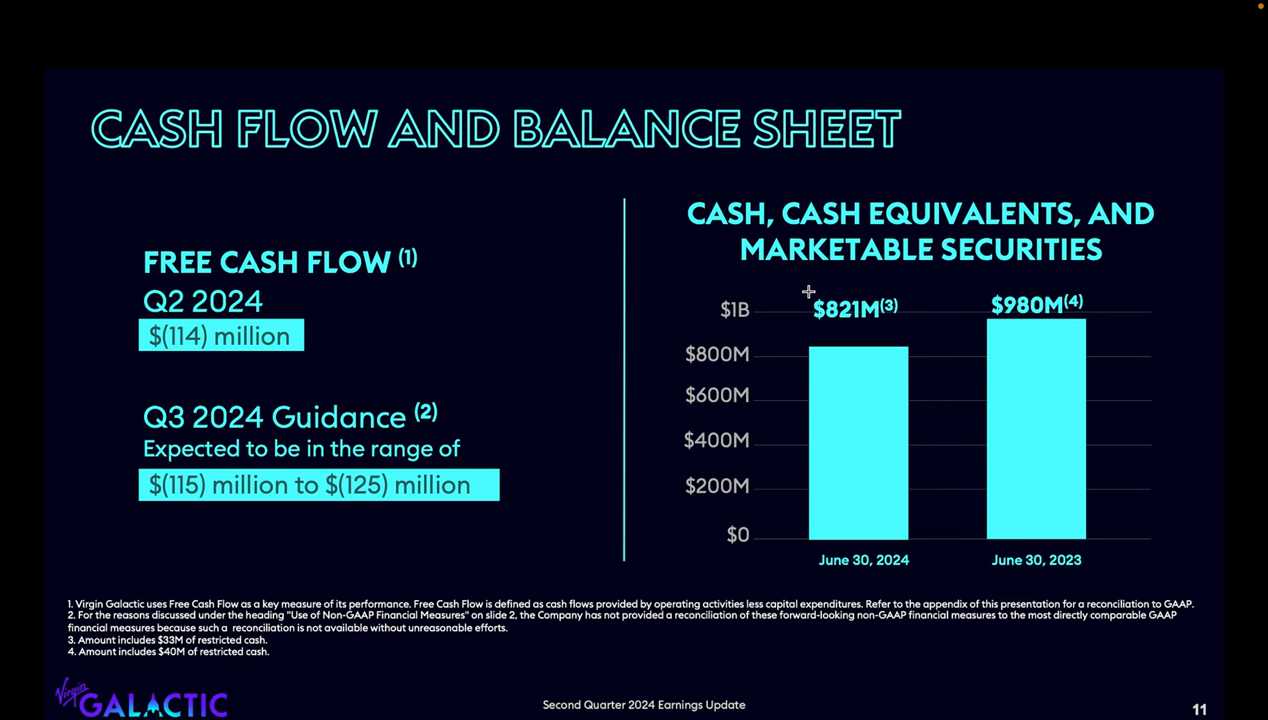 CASH FLOW AND BALANCE SHEET
FREE CASH FLOW (1)
Q2 2024
$(114) million
Q3 2024 Guidance (2)
Expected to be in the range of
$(115) million to $(125) million
CASH, CASH EQUIVALENTS, AND
MARKETABLE SECURITIES
$821M(3)
$980M(4)
$1B
$800M
$600M
$400M
$200M
$0
June 30, 2024
June 30, 2023
1. Virgin Galactic uses Free Cash Flow as a key measure of its performance. Free Cash Flow is defined as cash flows provided by operating activities less capital expenditures. Refer to the appendix of this presentation for a reconciliation to GAAP.
2. For the reasons discussed under the heading "Use of Non-GAAP Financial Measures" on slide 2, the Company has not provided a reconciliation of these forward-looking non-GAAP financial measures to the most directly comparable GAAP
financial measures because such a reconciliation is not available without unreasonable efforts.
3. Amount includes $33M of restricted cash.
4. Amount includes $40M of restricted cash.
Virgin
GALACTIC
Second Quarter 2024 Earnings Update
11